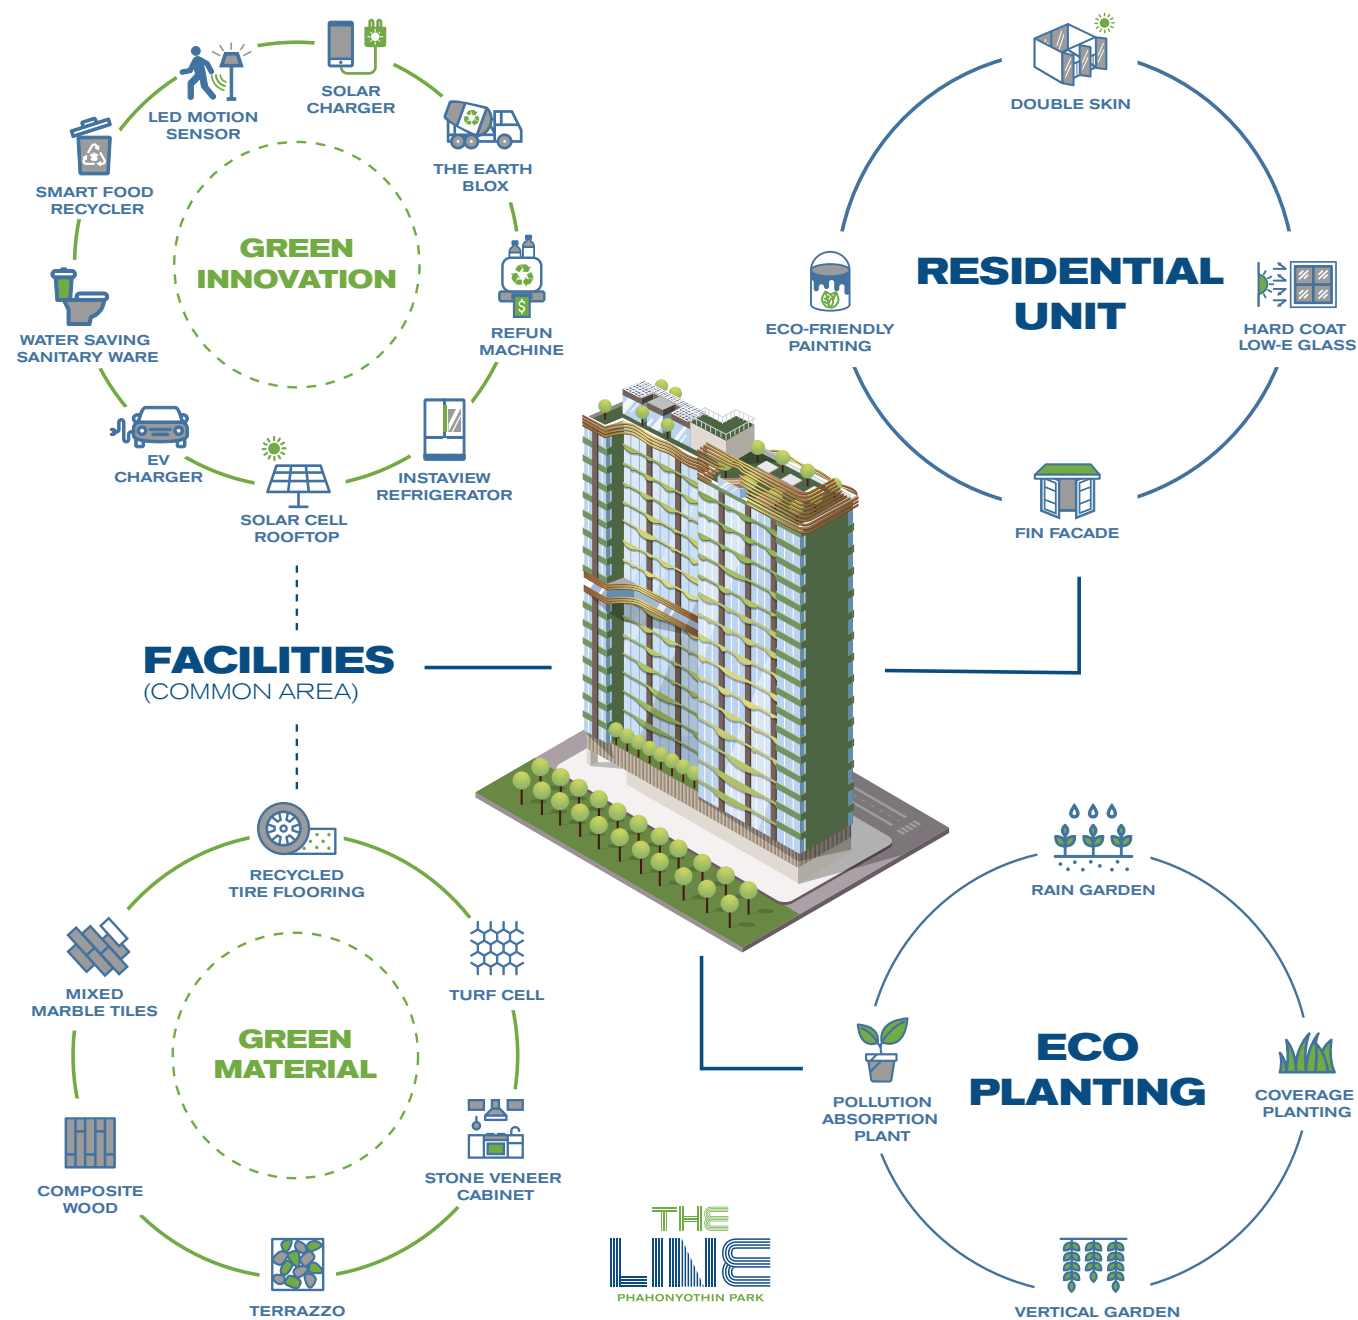 SOLAR
CHARGER
LED MOTION
SENSOR
THE EARTH
BLOX
SMART FOOD
RECYCLER
GREEN
INNOVATION
REFUN
MACHINE
$
WATER SAVING
SANITARY WARE
EV
CHARGER
INSTAVIEW
REFRIGERATOR
SOLAR CELL
ROOFTOP
DOUBLE SKIN
RESIDENTIAL
UNIT
ECO-FRIENDLY
PAINTING
HARD COAT
LOW-E GLASS
FIN FACADE
FACILITIES
(COMMON AREA)
RECYCLED
TIRE FLOORING
MIXED
MARBLE TILES
TURF CELL
GREEN
MATERIAL
COMPOSITE
WOOD
STONE VENEER
CABINET
TERRAZZO
RAIN GARDEN
ECO
PLANTING
POLLUTION
ABSORPTION
PLANT
COVERAGE
PLANTING
VERTICAL GARDEN
THE
LINE
PHAHONYOTHIN PARK